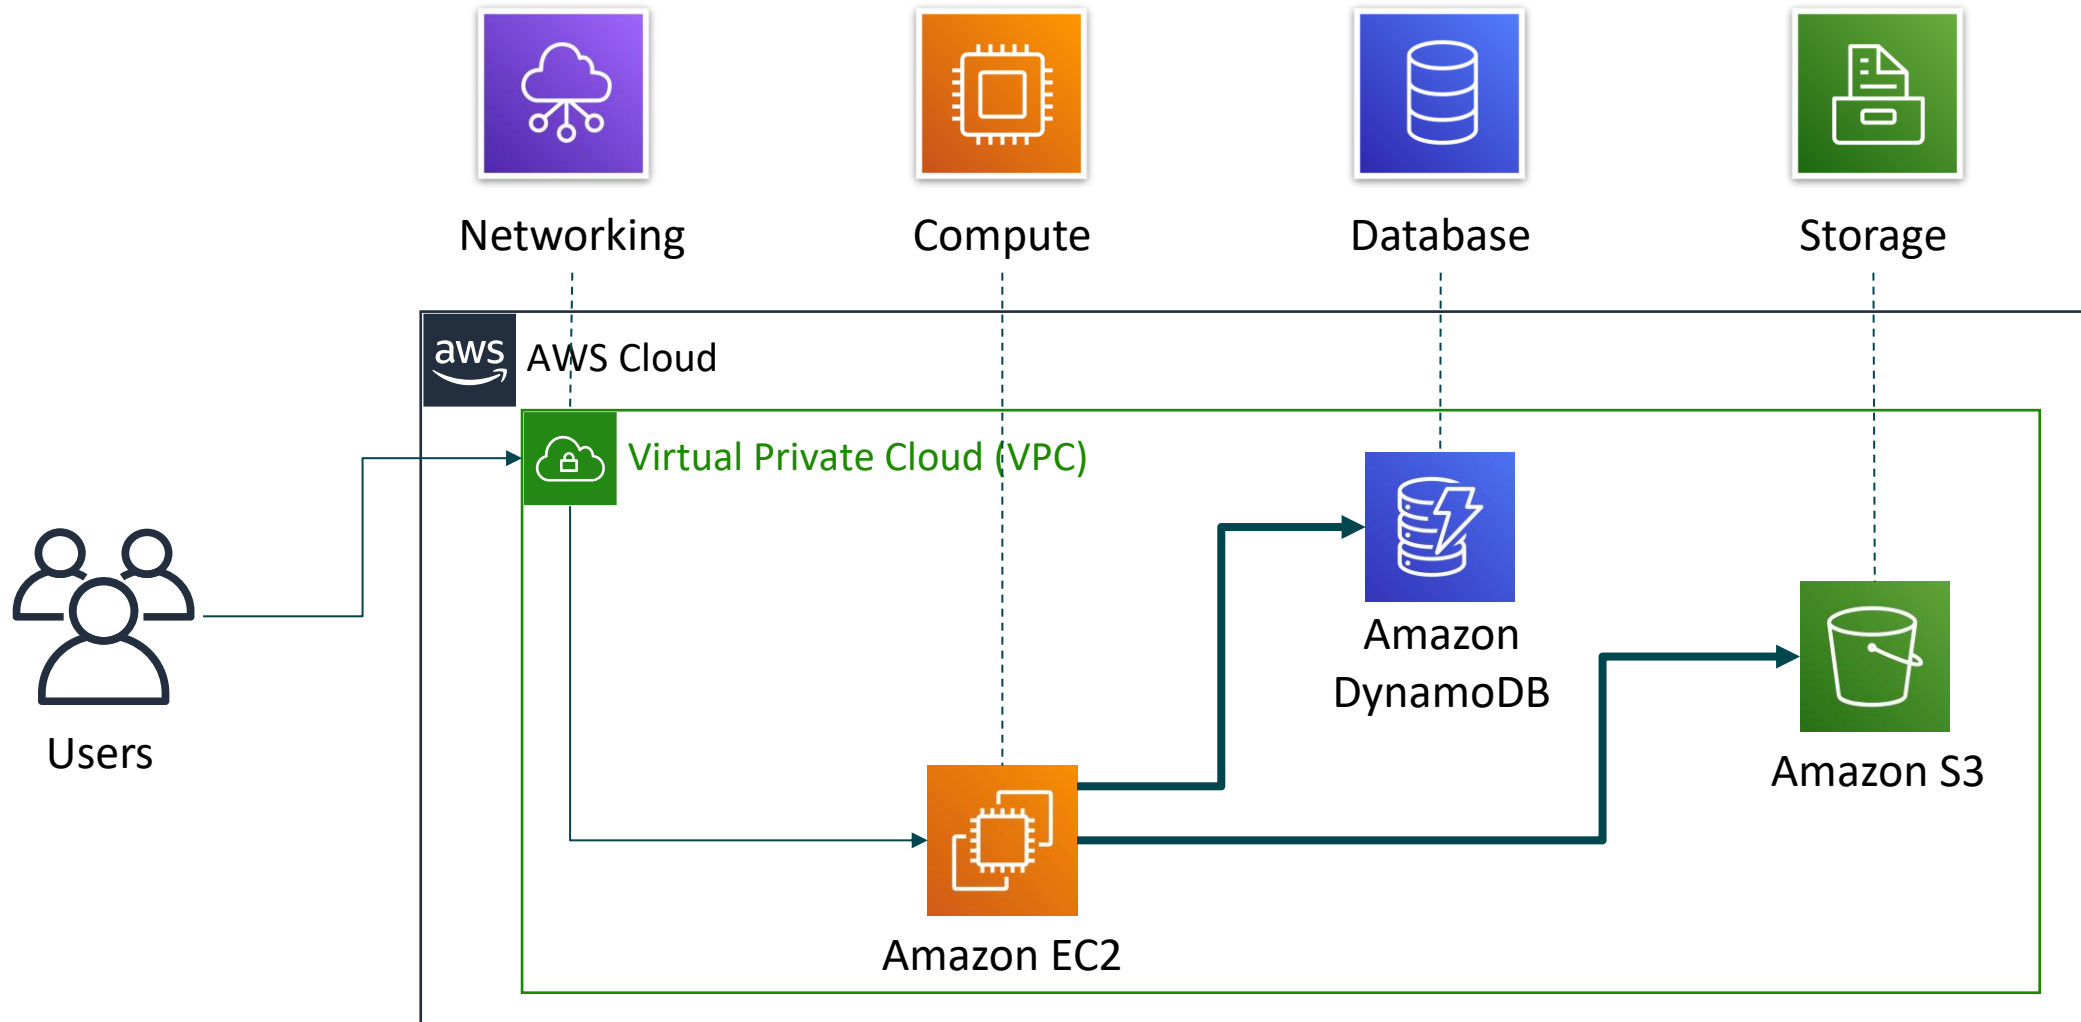 Networking
Compute
Database
Storage
aws
AWS Cloud
Virtual Private Cloud (VPC)
Amazon
DynamoDB
Users
Amazon S3
Amazon EC2